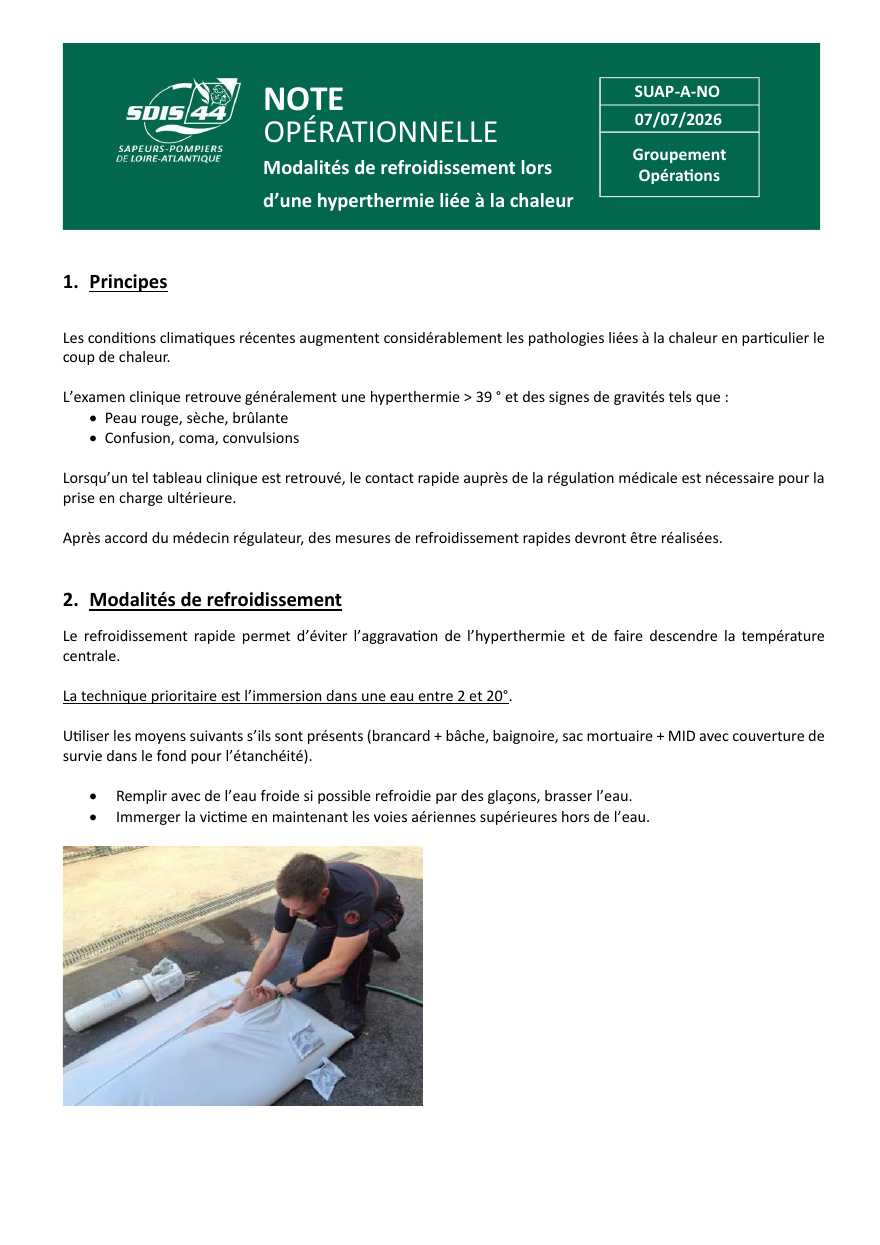 SDIS 44
SAPEURS-POMPIERS
DE LOIRE-ATLANTIQUE
NOTE
OPÉRATIONNELLE
Modalités de refroidissement lors
d’une hyperthermie liée à la chaleur
SUAP-A-NO
07/07/2026
Groupement
Opérations
1. Principes
Les conditions climatiques récentes augmentent considérablement les pathologies liées à la chaleur en particulier le
coup de chaleur.
L’examen clinique retrouve généralement une hyperthermie > 39 ° et des signes de gravités tels que :
• Peau rouge, sèche, brûlante
• Confusion, coma, convulsions
Lorsqu’un tel tableau clinique est retrouvé, le contact rapide auprès de la régulation médicale est nécessaire pour la
prise en charge ultérieure.
Après accord du médecin régulateur, des mesures de refroidissement rapides devront être réalisées.
2. Modalités de refroidissement
Le refroidissement rapide permet d’éviter l’aggravation de l’hyperthermie et de faire descendre la température
centrale.
La technique prioritaire est l’immersion dans une eau entre 2 et 20°.
Utiliser les moyens suivants s’ils sont présents (brancard + bâche, baignoire, sac mortuaire + MID avec couverture de
survie dans le fond pour l’étanchéité).
• Remplir avec de l’eau froide si possible refroidie par des glaçons, brasser l’eau.
• Immerger la victime en maintenant les voies aériennes supérieures hors de l’eau.